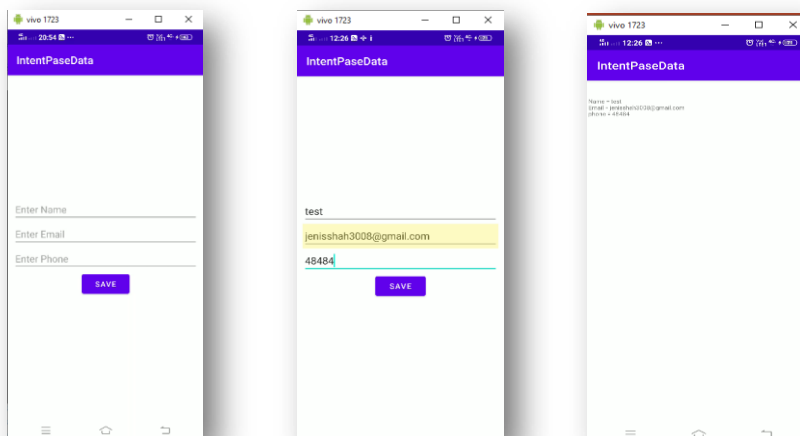 vivo 1723
20:54
IntentPaseData
Enter Name
Enter Email
Enter Phone
SAVE
vivo 1723
12:26
IntentPaseData
test
jenisshah3008@gmail.com
48484
SAVE
vivo 1723
12:26
IntentPaseData
Name = test
Email = jenisshah3008@gmail.com
phone = 48484